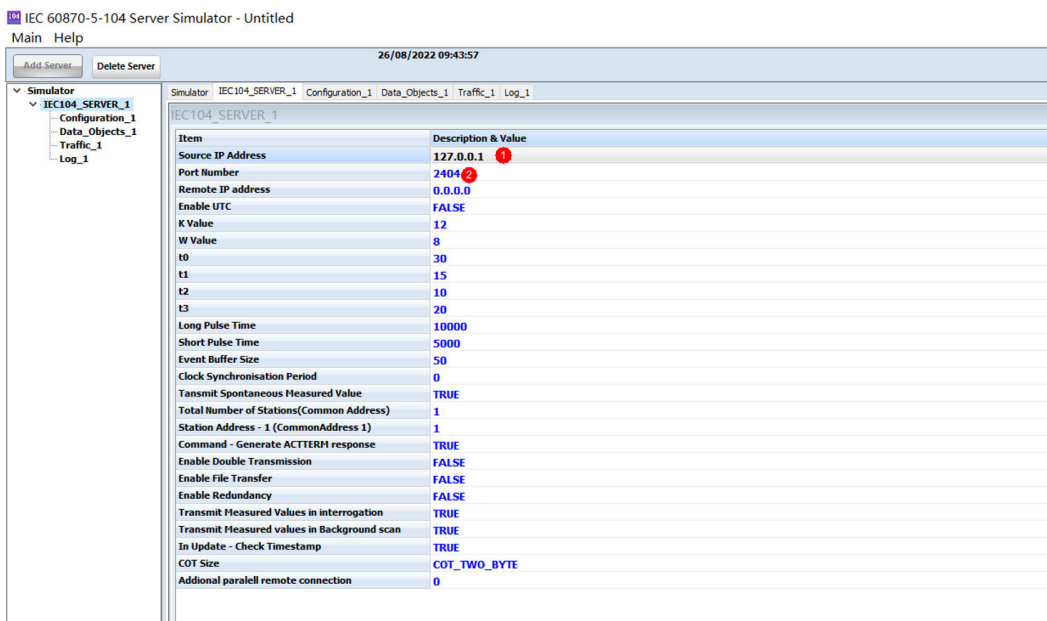 104 IEC 60870-5-104 Server Simulator - Untitled
Main Help
Add Server Delete Server 26/08/2022 09:43:57
Simulator
IEC104_SERVER_1
Configuration_1
Data_Objects_1
Traffic_1
Log_1
Simulator IEC104_SERVER_1 Configuration_1 Data_Objects_1 Traffic_1 Log_1
IEC104_SERVER_1
Item Description & Value
Source IP Address 127.0.0.1 1
Port Number 2404 2
Remote IP address 0.0.0.0
Enable UTC FALSE
K Value 12
W Value 8
t0 30
t1 15
t2 10
t3 20
Long Pulse Time 10000
Short Pulse Time 5000
Event Buffer Size 50
Clock Synchronisation Period 0
Tansmit Spontaneous Measured Value TRUE
Total Number of Stations(Common Address) 1
Station Address - 1 (CommonAddress 1) 1
Command - Generate ACTTERM response TRUE
Enable Double Transmission FALSE
Enable File Transfer FALSE
Enable Redundancy FALSE
Transmit Measured Values in interrogation TRUE
Transmit Measured values in Background scan TRUE
In Update - Check Timestamp TRUE
COT Size COT_TWO_BYTE
Addional paralell remote connection 0